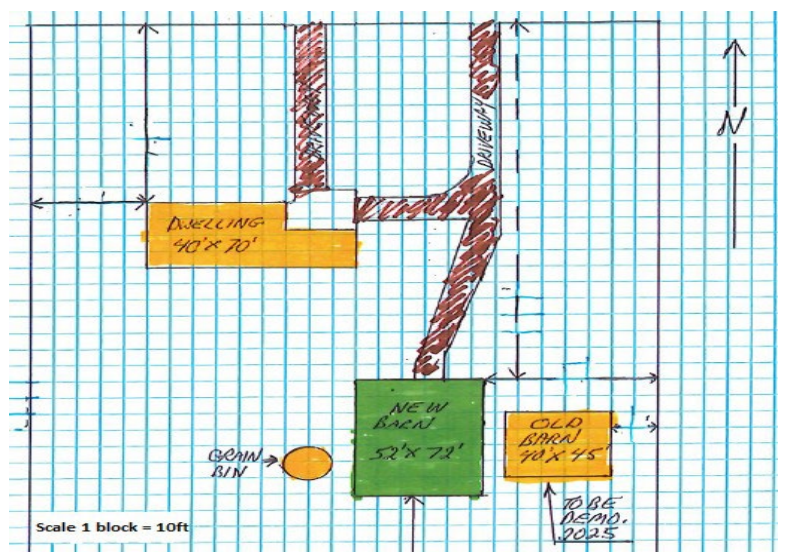 DRIVEWAY
DRIVEWAY
N
DWELLING
40' X 70'
NEW
BARN
52' X 72'
OLD
BARN
40' X 45'
GRAIN
BIN
TO BE
DEMO.
2025
Scale 1 block = 10ft